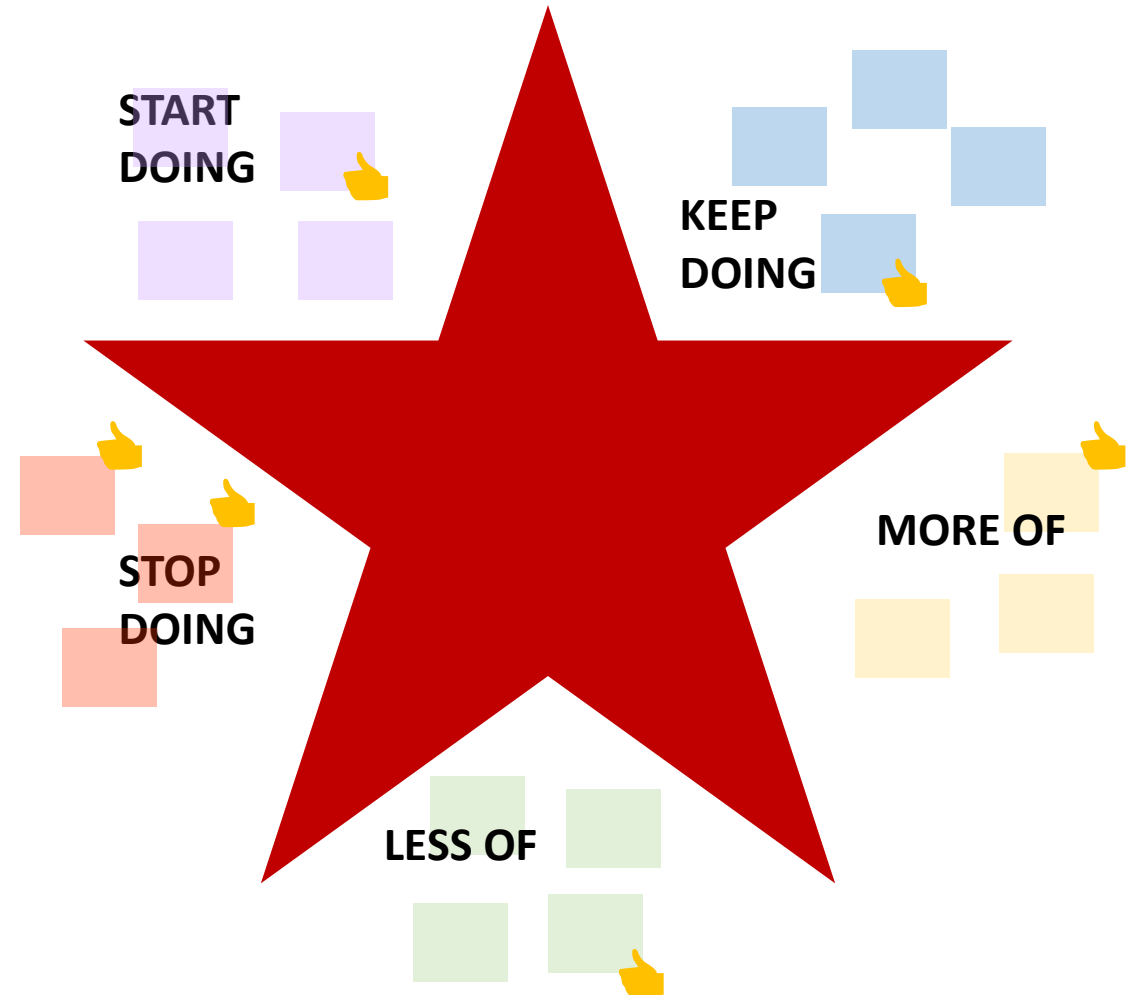 START
DOING
KEEP
DOING
MORE OF
STOP
DOING
LESS OF